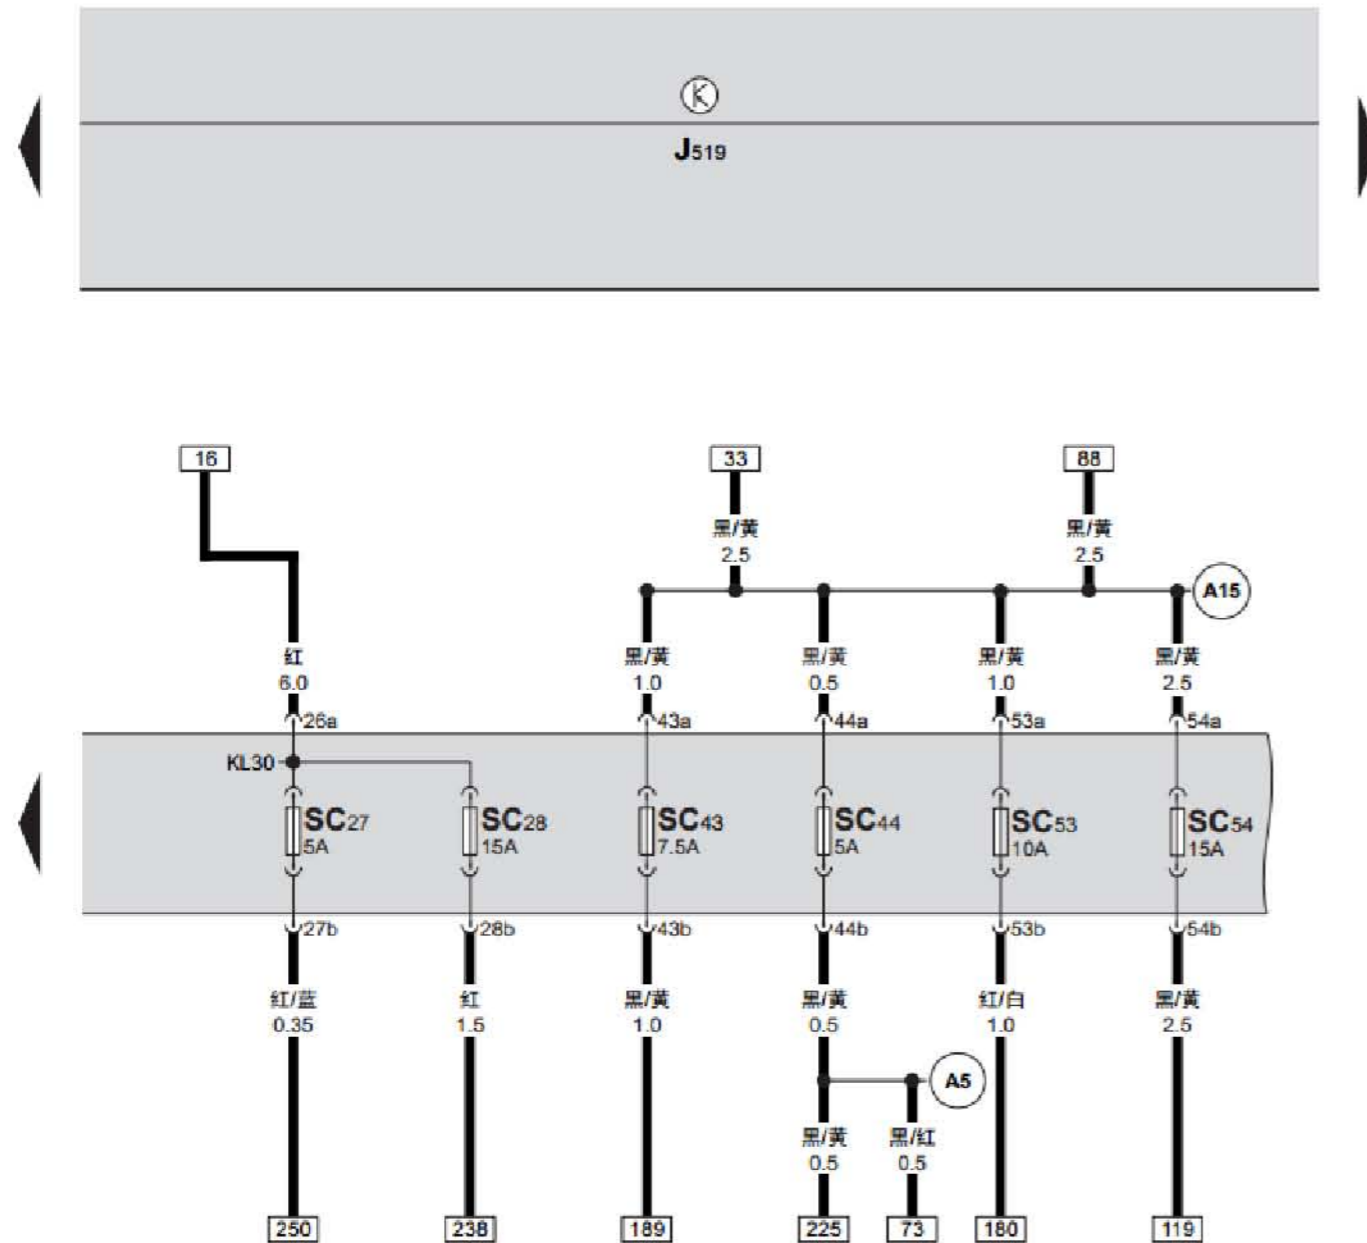 K
J519
16 33 88
黑/黄 黑/黄
2.5 2.5
A15
红 黑/黄 黑/黄 黑/黄 黑/黄
6.0 1.0 0.5 1.0 2.5
26a 43a 44a 53a 54a
KL30
SC27 SC28 SC43 SC44 SC53 SC54
5A 15A 7.5A 5A 10A 15A
27b 28b 43b 44b 53b 54b
红/蓝 红 黑/黄 黑/黄 红/白 黑/黄
0.35 1.5 1.0 0.5 1.0 2.5
A5
黑/黄 黑/红
0.5 0.5
250 238 189 225 73 180 119